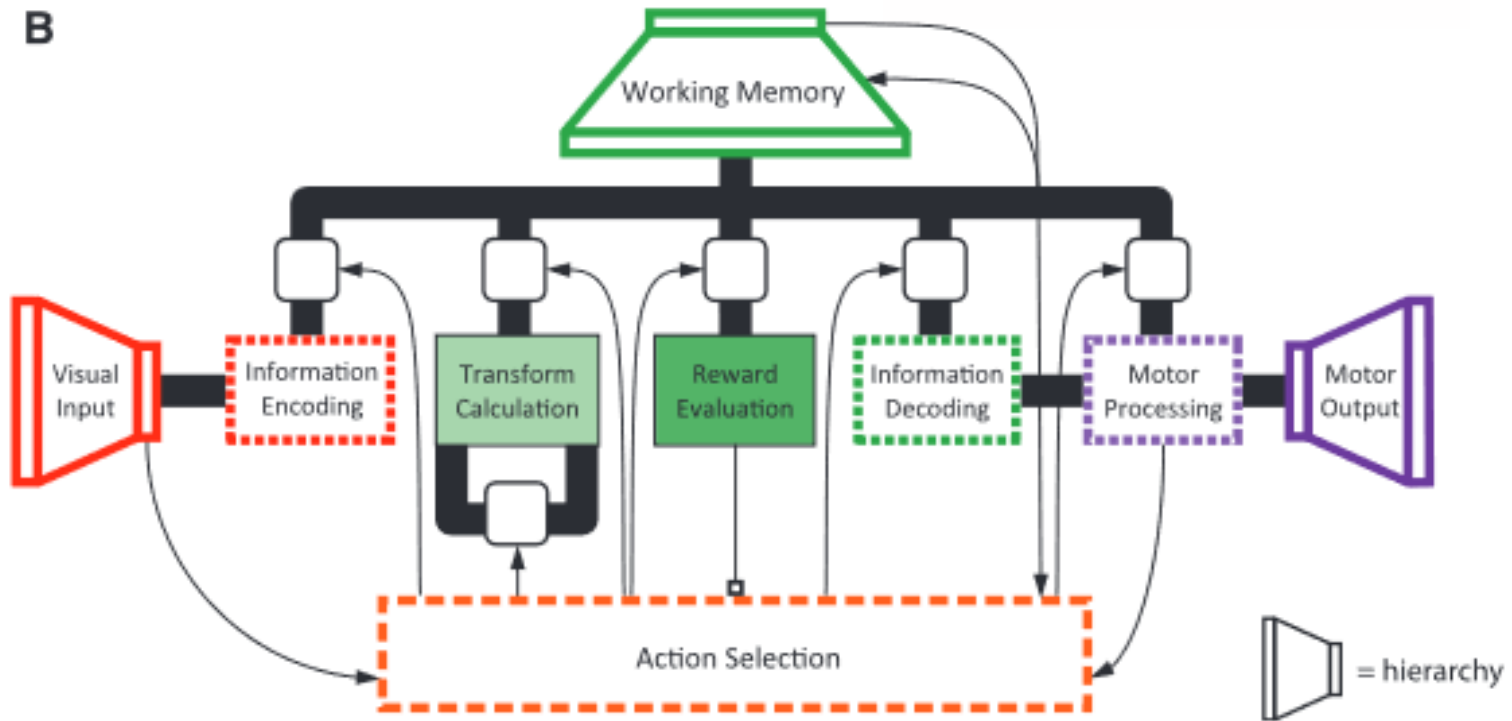 B
Working Memory
Visual
Input
Information
Encoding
Transform
Calculation
Reward
Evaluation
Information
Decoding
Motor
Processing
Motor
Output
Action Selection
= hierarchy